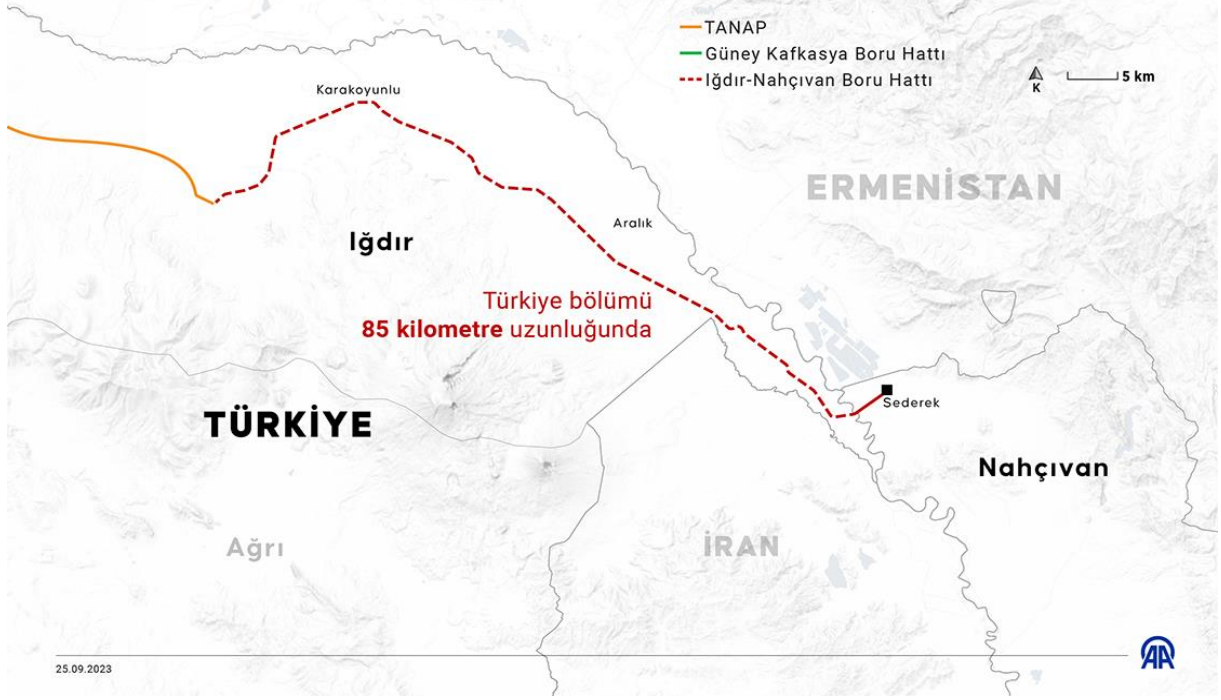 TANAP
Güney Kafkasya Boru Hattı
Iğdır-Nahçıvan Boru Hattı
K
5 km
Karakoyunlu
ERMENİSTAN
Aralık
Iğdır
Türkiye bölümü
85 kilometre uzunluğunda
Sederek
TÜRKİYE
Nahçıvan
Ağrı
İRAN
25.09.2023
AA